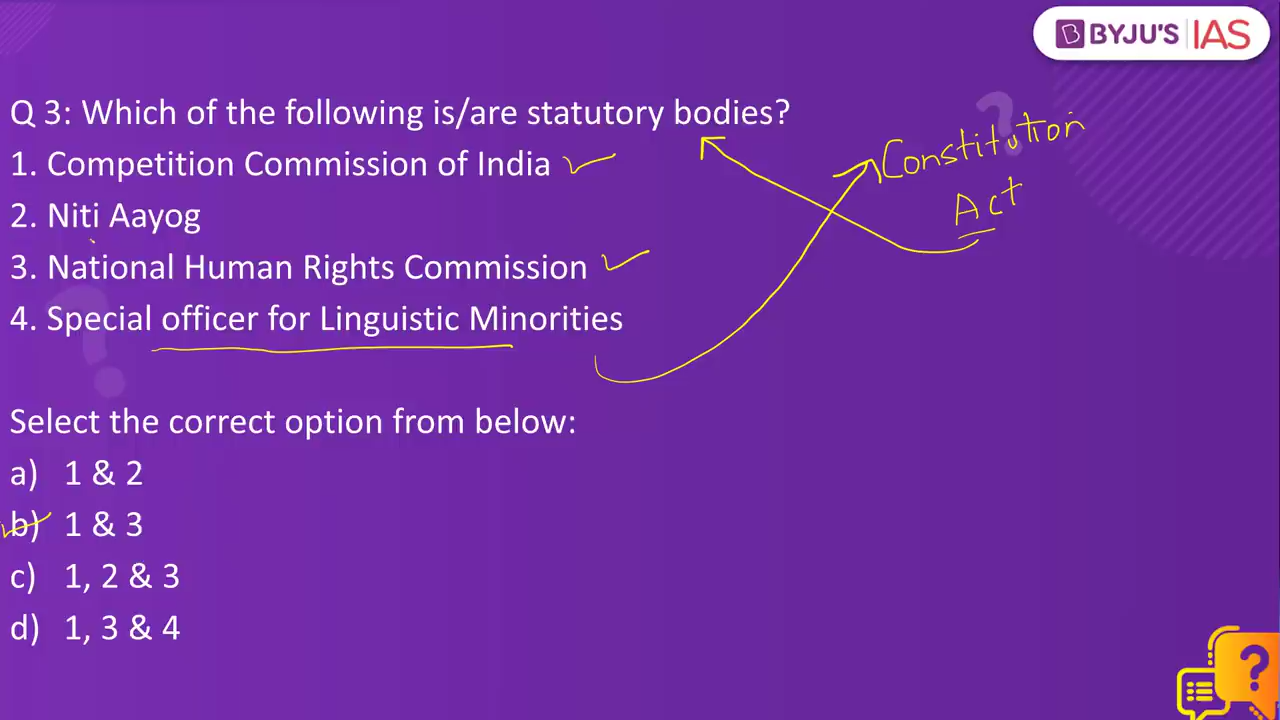 BYJU'S IAS
Q 3: Which of the following is/are statutory bodies?
1. Competition Commission of India
2. Niti Aayog
3. National Human Rights Commission
4. Special officer for Linguistic Minorities
Constitution
Act
Select the correct option from below:
a) 1 & 2
b) 1 & 3
c) 1, 2 & 3
d) 1, 3 & 4